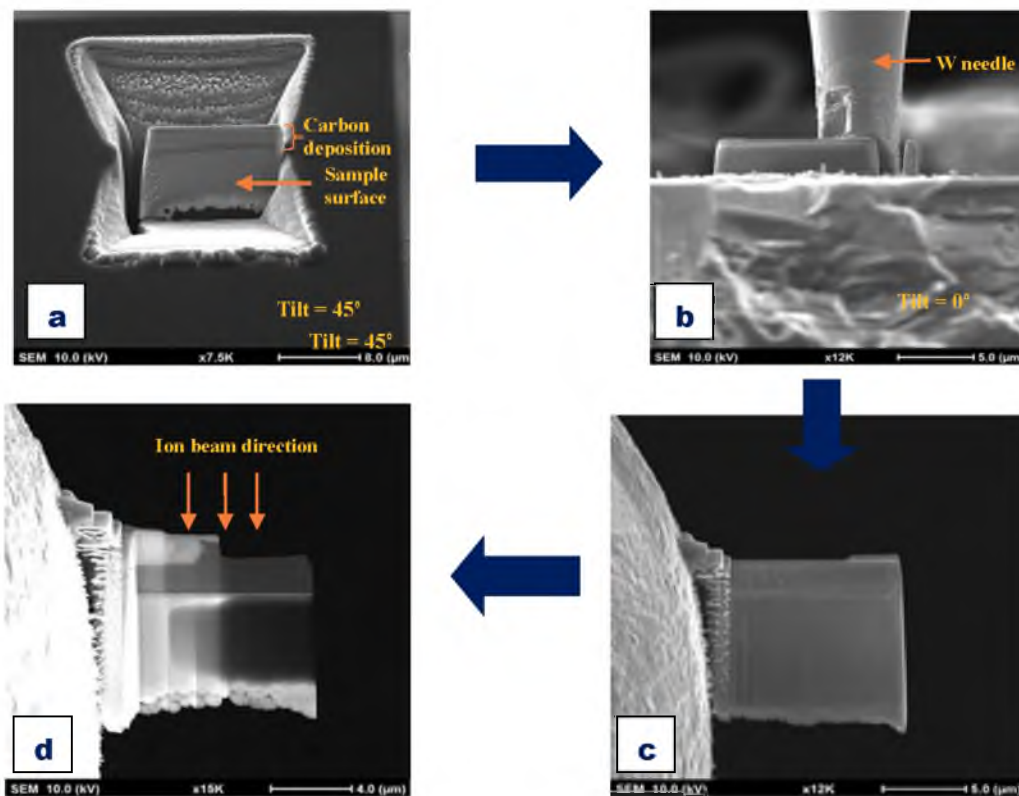 Carbon
deposition
Sample
surface
Tilt = 45°
Tilt = 45°
a
SEM 10.0 (kV) x7.5K 8.0 (µm)
W needle
Tilt = 0°
b
SEM 10.0 (kV) x12K 5.0 (µm)
Ion beam direction
d
SEM 10.0 (kV) x15K 4.0 (µm)
c
SEM 10.0 (kV) x12K 5.0 (µm)